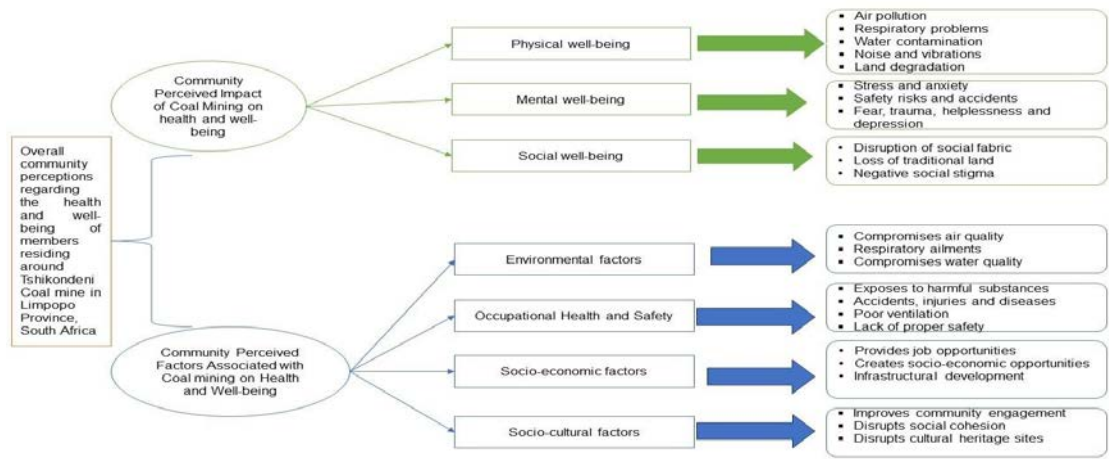 Overall
community
perceptions
regarding
the health
and well-
being of
members
residing
around
Tshikondeni
Coal mine in
Limpopo
Province,
South Africa
Community
Perceived Impact
of Coal Mining on
health and well-
being
Physical well-being
▪ Air pollution
▪ Respiratory problems
▪ Water contamination
▪ Noise and vibrations
▪ Land degradation
Mental well-being
▪ Stress and anxiety
▪ Safety risks and accidents
▪ Fear, trauma, helplessness and
depression
Social well-being
• Disruption of social fabric
• Loss of traditional land
• Negative social stigma
Community Perceived
Factors Associated with
Coal mining on Health
and Well-being
Environmental factors
▪ Compromises air quality
▪ Respiratory ailments
▪ Compromises water quality
Occupational Health and Safety
▪ Exposes to harmful substances
▪ Accidents, injuries and diseases
▪ Poor ventilation
▪ Lack of proper safety
Socio-economic factors
• Provides job opportunities
• Creates socio-economic opportunities
▪ Infrastructural development
Socio-cultural factors
▪ Improves community engagement
▪ Disrupts social cohesion
▪ Disrupts cultural heritage sites